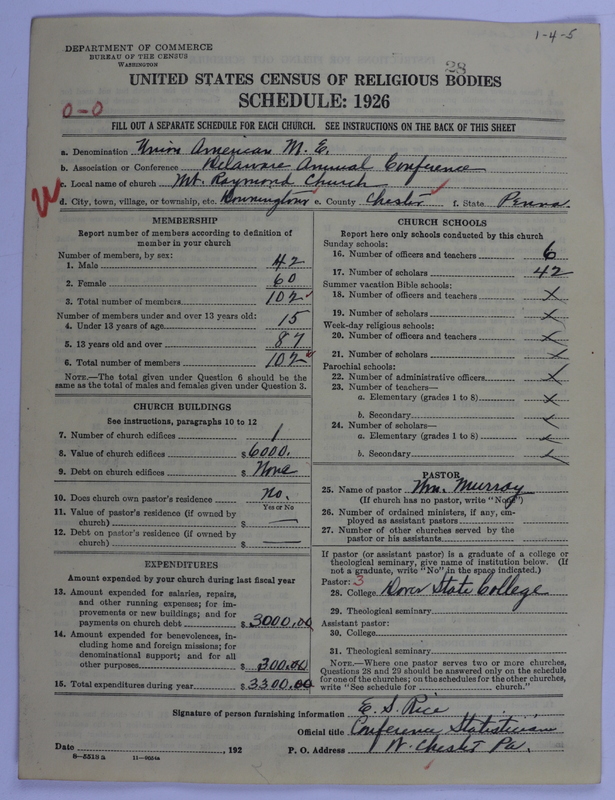 1-4-5
DEPARTMENT OF COMMERCE
BUREAU OF THE CENSUS
WASHINGTON
28
UNITED STATES CENSUS OF RELIGIOUS BODIES
SCHEDULE: 1926
0-0
FILL OUT A SEPARATE SCHEDULE FOR EACH CHURCH. SEE INSTRUCTIONS ON THE BACK OF THIS SHEET
a. Denomination Union American M. E.
b. Association or Conference Delaware Annual Conference
c. Local name of church Mt. Raymond Church
d. City, town, village, or township, etc. Downingtown e. County Chester f. State Penna.
MEMBERSHIP
Report number of members according to definition of
member in your church
Number of members, by sex:
1. Male 42
2. Female 60
3. Total number of members 102
Number of members under and over 13 years old:
4. Under 13 years of age 15
5. 13 years old and over 87
6. Total number of members 102
NOTE.—The total given under Question 6 should be the
same as the total of males and females given under Question 3.
CHURCH BUILDINGS
See instructions, paragraphs 10 to 12
7. Number of church edifices 1
8. Value of church edifices $ 6000.
9. Debt on church edifices $ None
10. Does church own pastor's residence no.
Yes or No
11. Value of pastor's residence (if owned by
church) $ —
12. Debt on pastor's residence (if owned by
church) $ —
EXPENDITURES
Amount expended by your church during last fiscal year
13. Amount expended for salaries, repairs,
and other running expenses; for im-
provements or new buildings; and for
payments on church debt $ 3000.00
14. Amount expended for benevolences, in-
cluding home and foreign missions; for
denominational support; and for all
other purposes $ 300.00
15. Total expenditures during year $ 3300.00
CHURCH SCHOOLS
Report here only schools conducted by this church
Sunday schools:
16. Number of officers and teachers 6
17. Number of scholars 42
Summer vacation Bible schools:
18. Number of officers and teachers x
19. Number of scholars x
Week-day religious schools:
20. Number of officers and teachers x
21. Number of scholars x
Parochial schools:
22. Number of administrative officers x
23. Number of teachers—
a. Elementary (grades 1 to 8) x
b. Secondary x
24. Number of scholars—
a. Elementary (grades 1 to 8) x
b. Secondary x
PASTOR
25. Name of pastor Wm. Murray
(If church has no pastor, write "None")
26. Number of ordained ministers, if any, em-
ployed as assistant pastors
27. Number of other churches served by the
pastor or his assistants
If pastor (or assistant pastor) is a graduate of a college or
theological seminary, give name of institution below. (If
not a graduate, write "No" in the space indicated.)
Pastor: 3
28. College Dover State College
29. Theological seminary
Assistant pastor:
30. College
31. Theological seminary
NOTE.—Where one pastor serves two or more churches,
Questions 28 and 29 should be answered only on the schedule
for one of the churches; on the schedules for the other churches,
write "See schedule for church."
Signature of person furnishing information E. S. Rice
Official title Conference Statistician
Date , 192 P. O. Address W. Chester Pa.
8—5518a 11—9054a